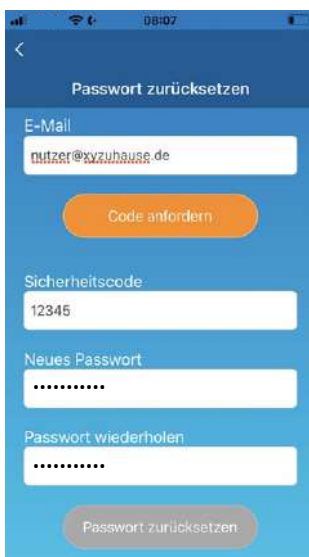 08:07
Passwort zurücksetzen
E-Mail
nutzer@xyzuhause.de
Code anfordern
Sicherheitscode
12345
Neues Passwort
•••••••••••
Passwort wiederholen
•••••••••••
Passwort zurücksetzen